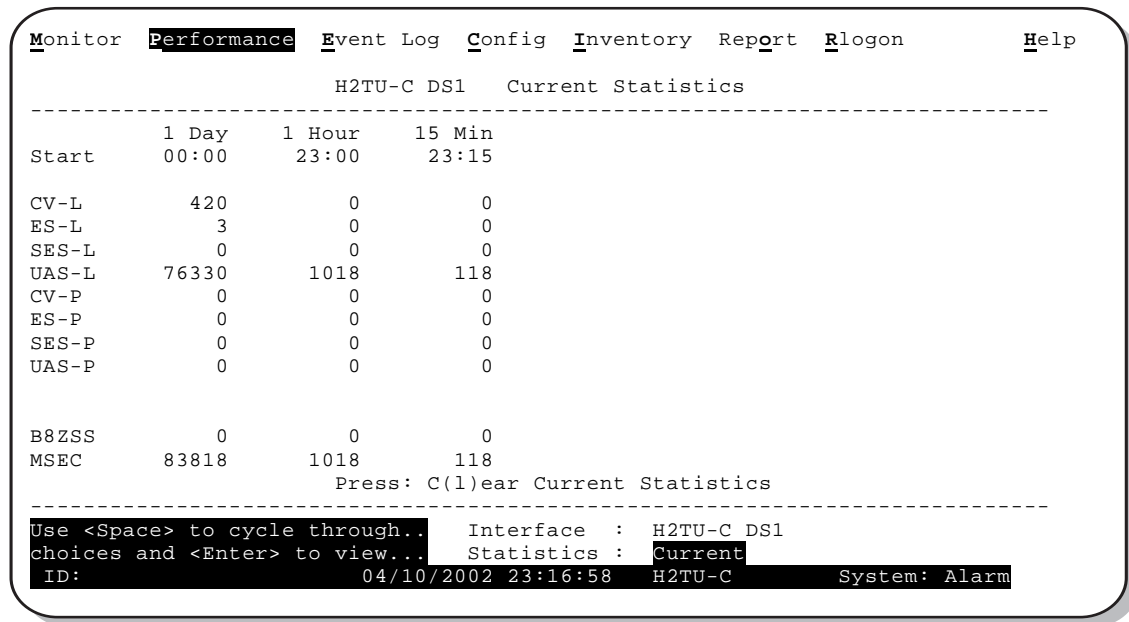 Monitor Performance Event Log Config Inventory Report Rlogon Help
H2TU-C DS1 Current Statistics
--------------------------------------------------------------------------------
1 Day 1 Hour 15 Min
Start 00:00 23:00 23:15
CV-L 420 0 0
ES-L 3 0 0
SES-L 0 0 0
UAS-L 76330 1018 118
CV-P 0 0 0
ES-P 0 0 0
SES-P 0 0 0
UAS-P 0 0 0
B8ZSS 0 0 0
MSEC 83818 1018 118
Press: C(l)ear Current Statistics
--------------------------------------------------------------------------------
Use <Space> to cycle through.. Interface : H2TU-C DS1
choices and <Enter> to view... Statistics : Current
ID: 04/10/2002 23:16:58 H2TU-C System: Alarm